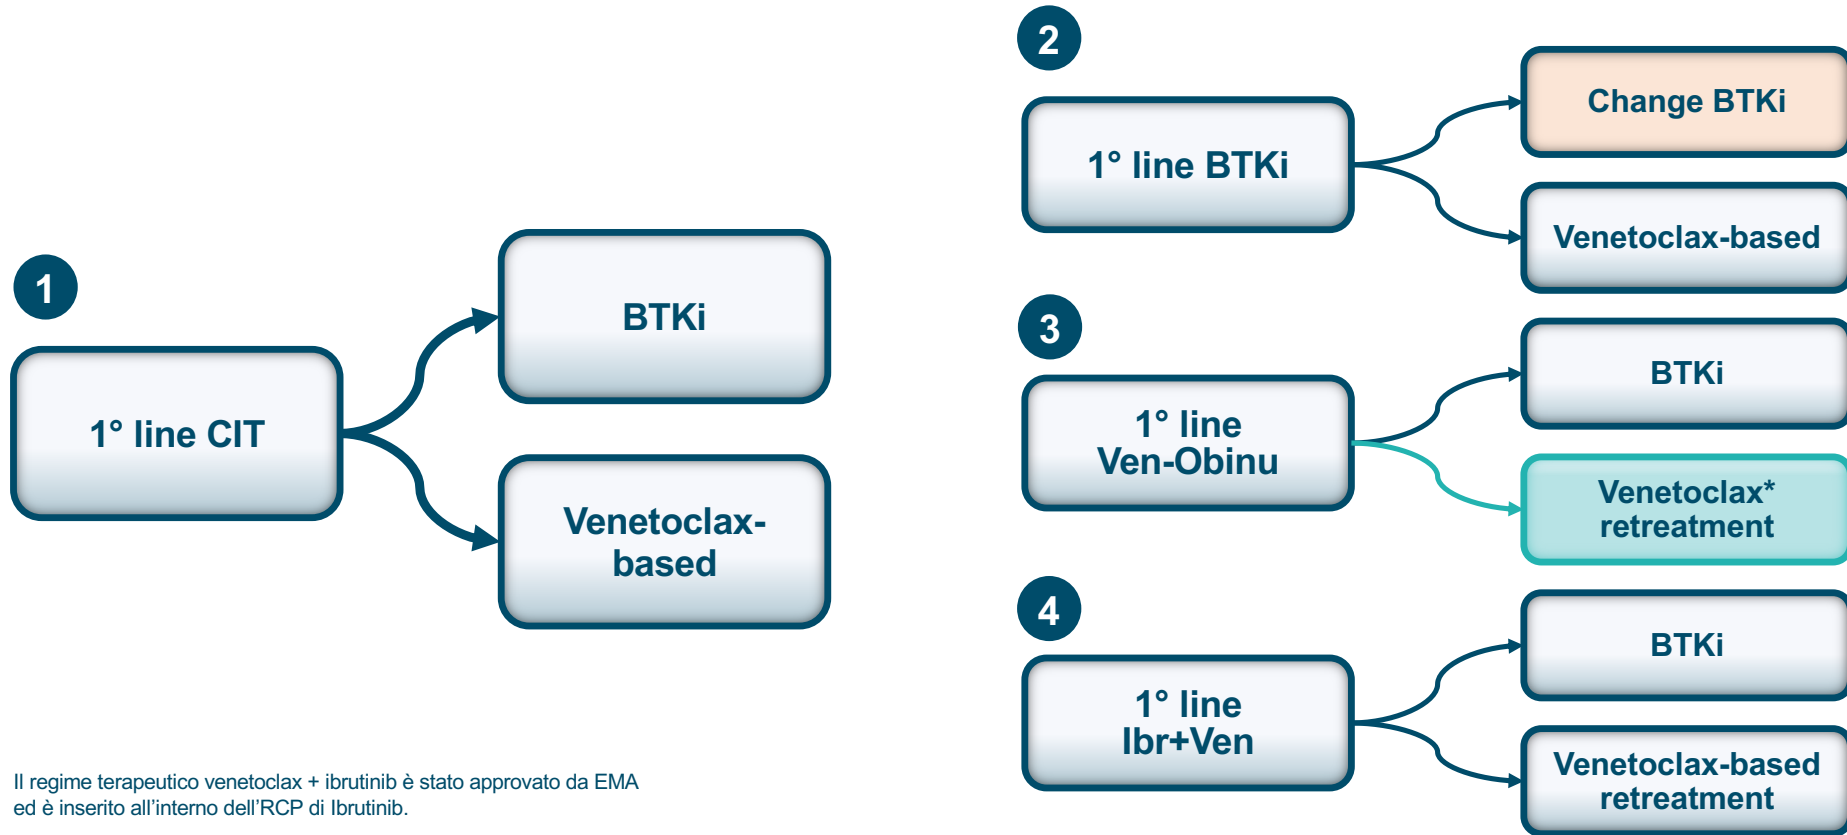 1
1° line CIT
BTKi
Venetoclax-
based
2
1° line BTKi
Change BTKi
Venetoclax-based
3
1° line
Ven-Obinu
BTKi
Venetoclax*
retreatment
4
1° line
Ibr+Ven
BTKi
Venetoclax-based
retreatment
Il regime terapeutico venetoclax + ibrutinib è stato approvato da EMA
ed è inserito all’interno dell’RCP di Ibrutinib.